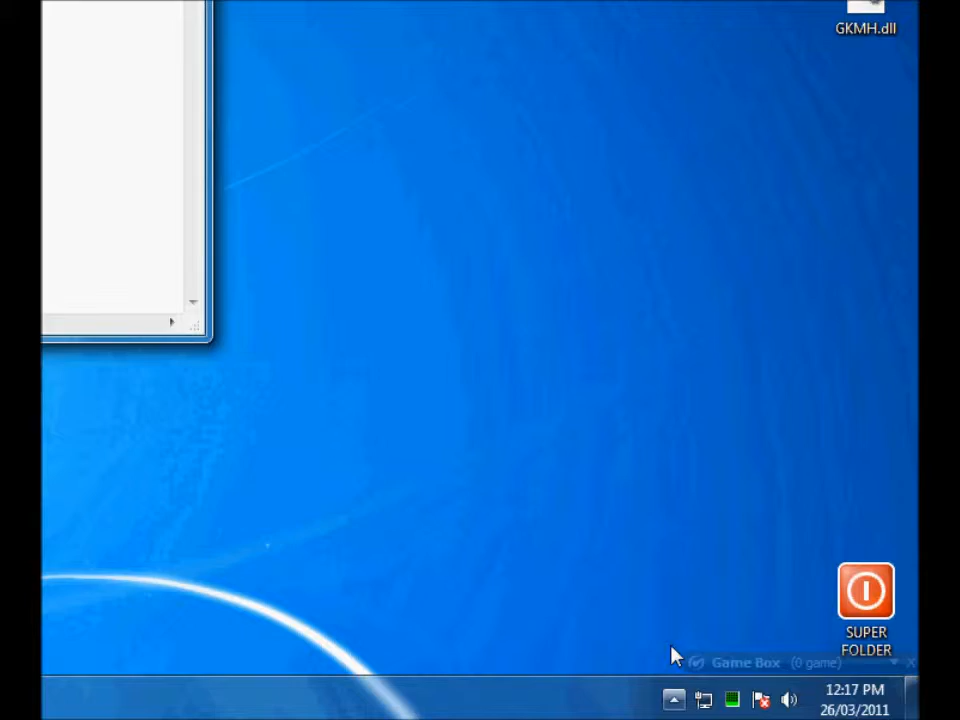 GKMH.dll
SUPER
FOLDER
Game Box (0 game)
12:17 PM
26/03/2011